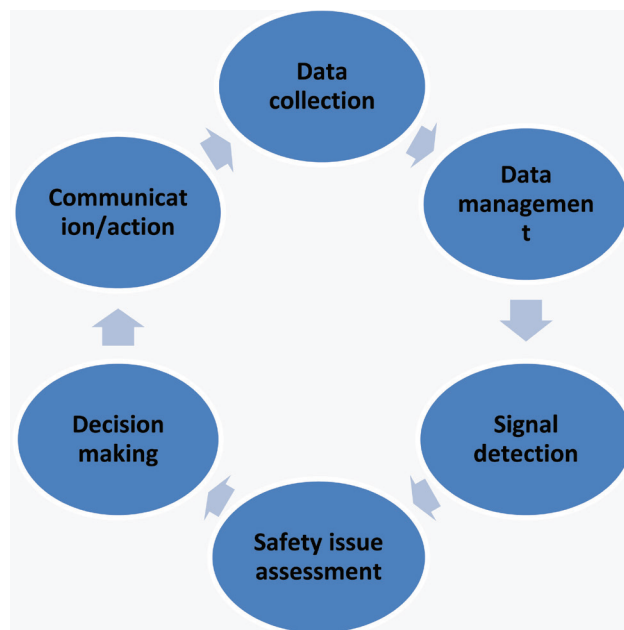 Data
collection
Data
managemen
t
Signal
detection
Safety issue
assessment
Decision
making
Communicat
ion/action